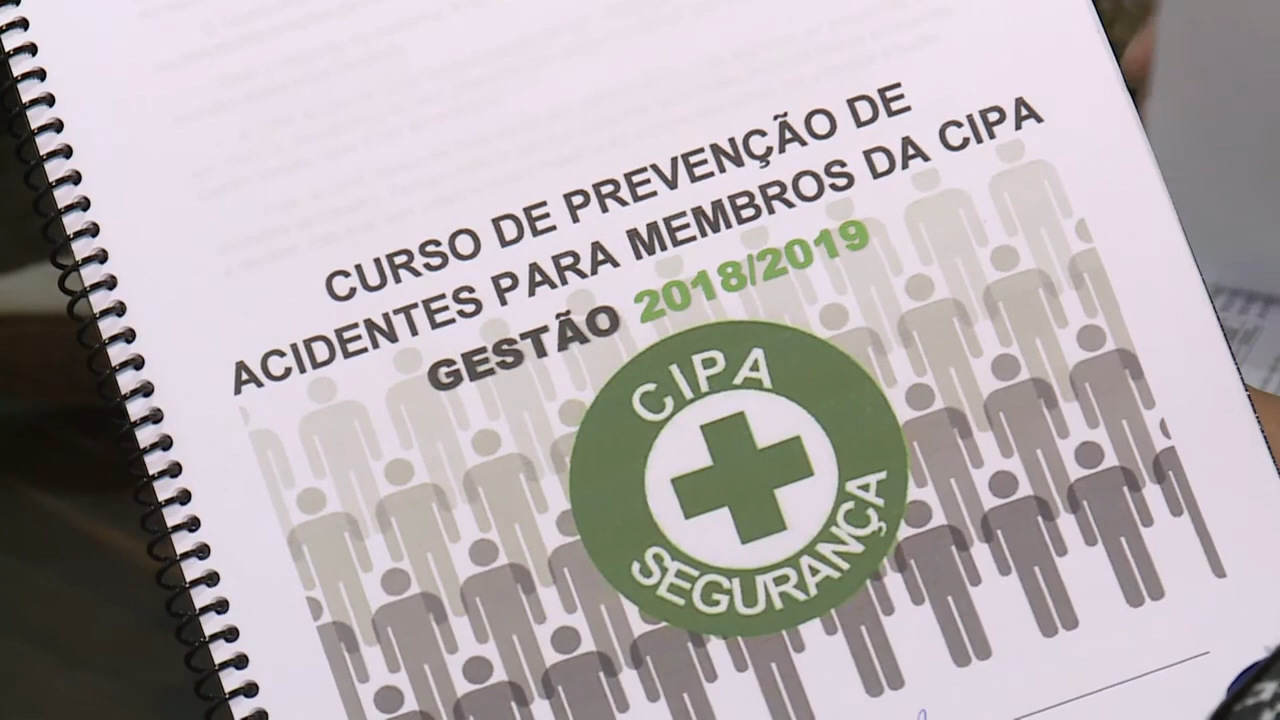 CURSO DE PREVENÇÃO DE
ACIDENTES PARA MEMBROS DA CIPA
GESTÃO 2018/2019
CIPA
SEGURANÇA